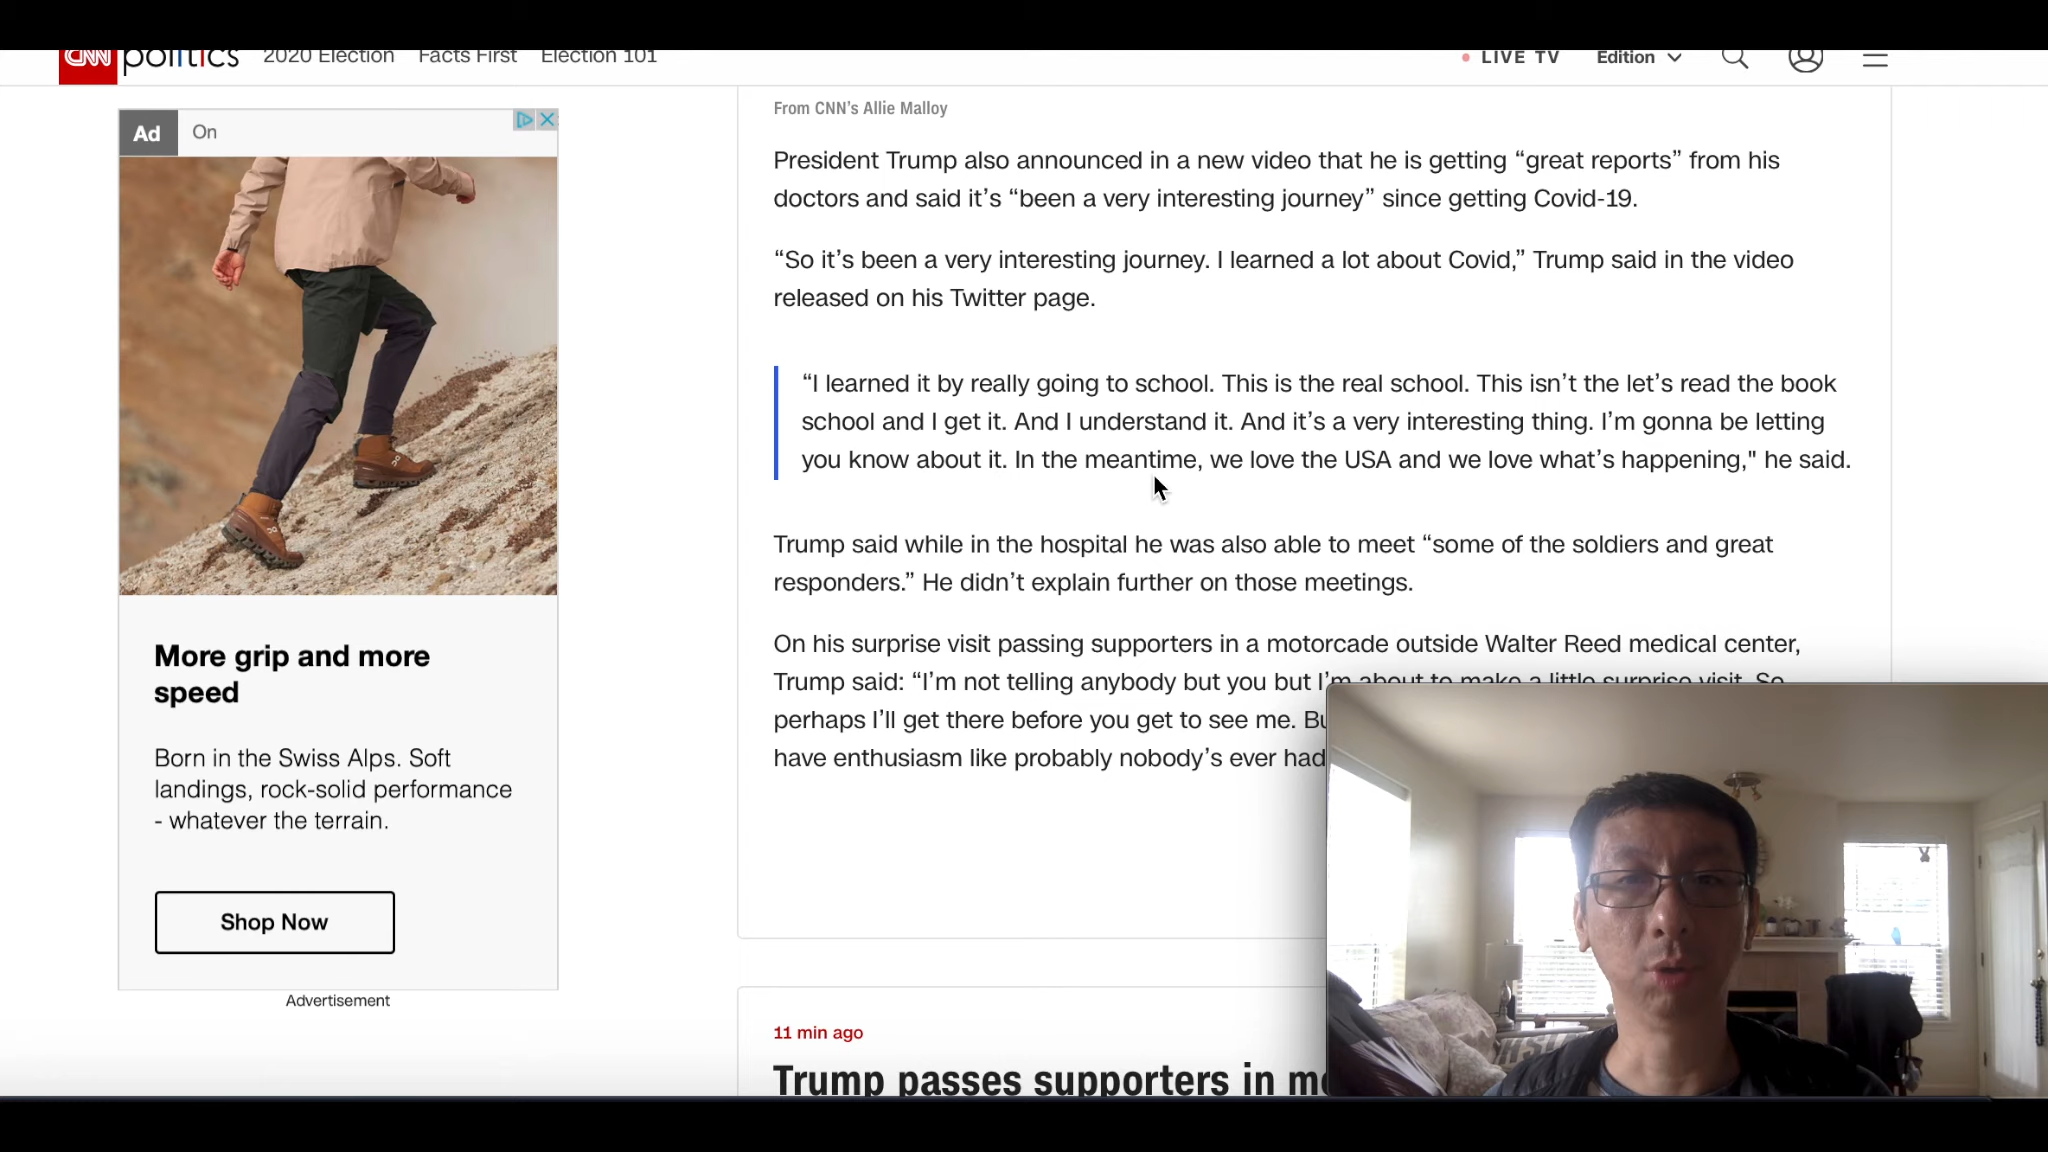 CNN politics 2020 Election Facts First Election 101 LIVE TV Edition
Ad On
More grip and more
speed
Born in the Swiss Alps. Soft
landings, rock-solid performance
- whatever the terrain.
Shop Now
Advertisement
From CNN’s Allie Malloy
President Trump also announced in a new video that he is getting “great reports” from his
doctors and said it’s “been a very interesting journey” since getting Covid-19.
“So it’s been a very interesting journey. I learned a lot about Covid,” Trump said in the video
released on his Twitter page.
“I learned it by really going to school. This is the real school. This isn’t the let’s read the book
school and I get it. And I understand it. And it’s a very interesting thing. I’m gonna be letting
you know about it. In the meantime, we love the USA and we love what’s happening," he said.
Trump said while in the hospital he was also able to meet “some of the soldiers and great
responders.” He didn’t explain further on those meetings.
On his surprise visit passing supporters in a motorcade outside Walter Reed medical center,
Trump said: “I’m not telling anybody but you but I’m about to make a little surprise visit. So
perhaps I’ll get there before you get to see me.
have enthusiasm like probably nobody’s ever had
11 min ago
Trump passes supporters in